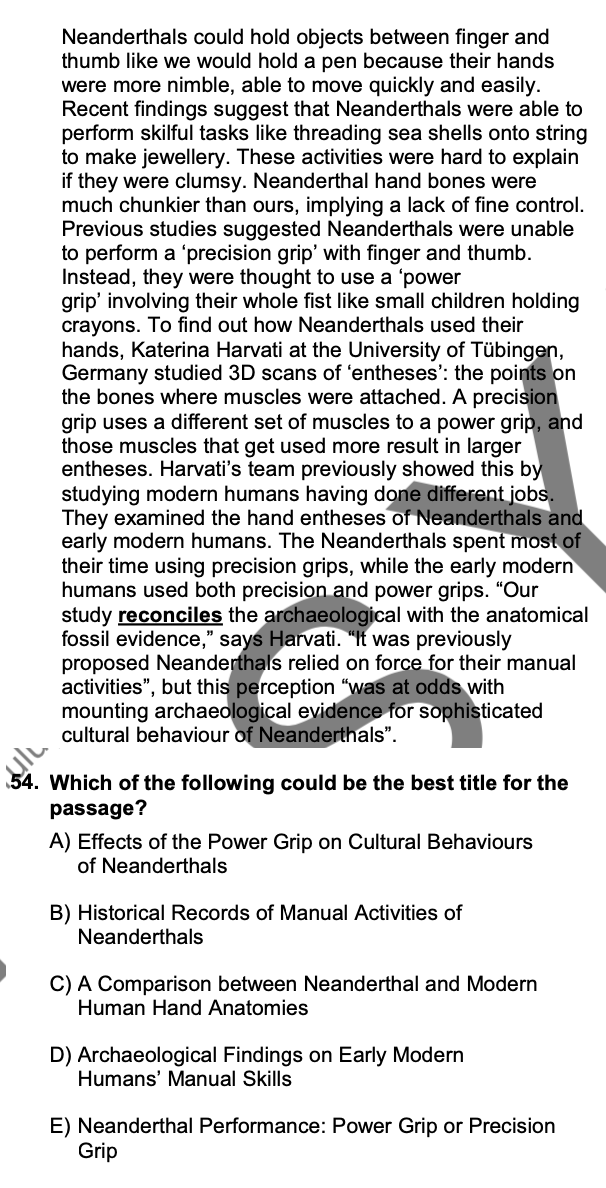 Neanderthals could hold objects between finger and
thumb like we would hold a pen because their hands
were more nimble, able to move quickly and easily.
Recent findings suggest that Neanderthals were able to
perform skilful tasks like threading sea shells onto string
to make jewellery. These activities were hard to explain
if they were clumsy. Neanderthal hand bones were
much chunkier than ours, implying a lack of fine control.
Previous studies suggested Neanderthals were unable
to perform a ‘precision grip’ with finger and thumb.
Instead, they were thought to use a ‘power
grip’ involving their whole fist like small children holding
crayons. To find out how Neanderthals used their
hands, Katerina Harvati at the University of Tübingen,
Germany studied 3D scans of ‘entheses’: the points on
the bones where muscles were attached. A precision
grip uses a different set of muscles to a power grip, and
those muscles that get used more result in larger
entheses. Harvati’s team previously showed this by
studying modern humans having done different jobs.
They examined the hand entheses of Neanderthals and
early modern humans. The Neanderthals spent most of
their time using precision grips, while the early modern
humans used both precision and power grips. “Our
study reconciles the archaeological with the anatomical
fossil evidence,” says Harvati. “It was previously
proposed Neanderthals relied on force for their manual
activities”, but this perception “was at odds with
mounting archaeological evidence for sophisticated
cultural behaviour of Neanderthals”.
54. Which of the following could be the best title for the
passage?
A) Effects of the Power Grip on Cultural Behaviours
of Neanderthals
B) Historical Records of Manual Activities of
Neanderthals
C) A Comparison between Neanderthal and Modern
Human Hand Anatomies
D) Archaeological Findings on Early Modern
Humans’ Manual Skills
E) Neanderthal Performance: Power Grip or Precision
Grip